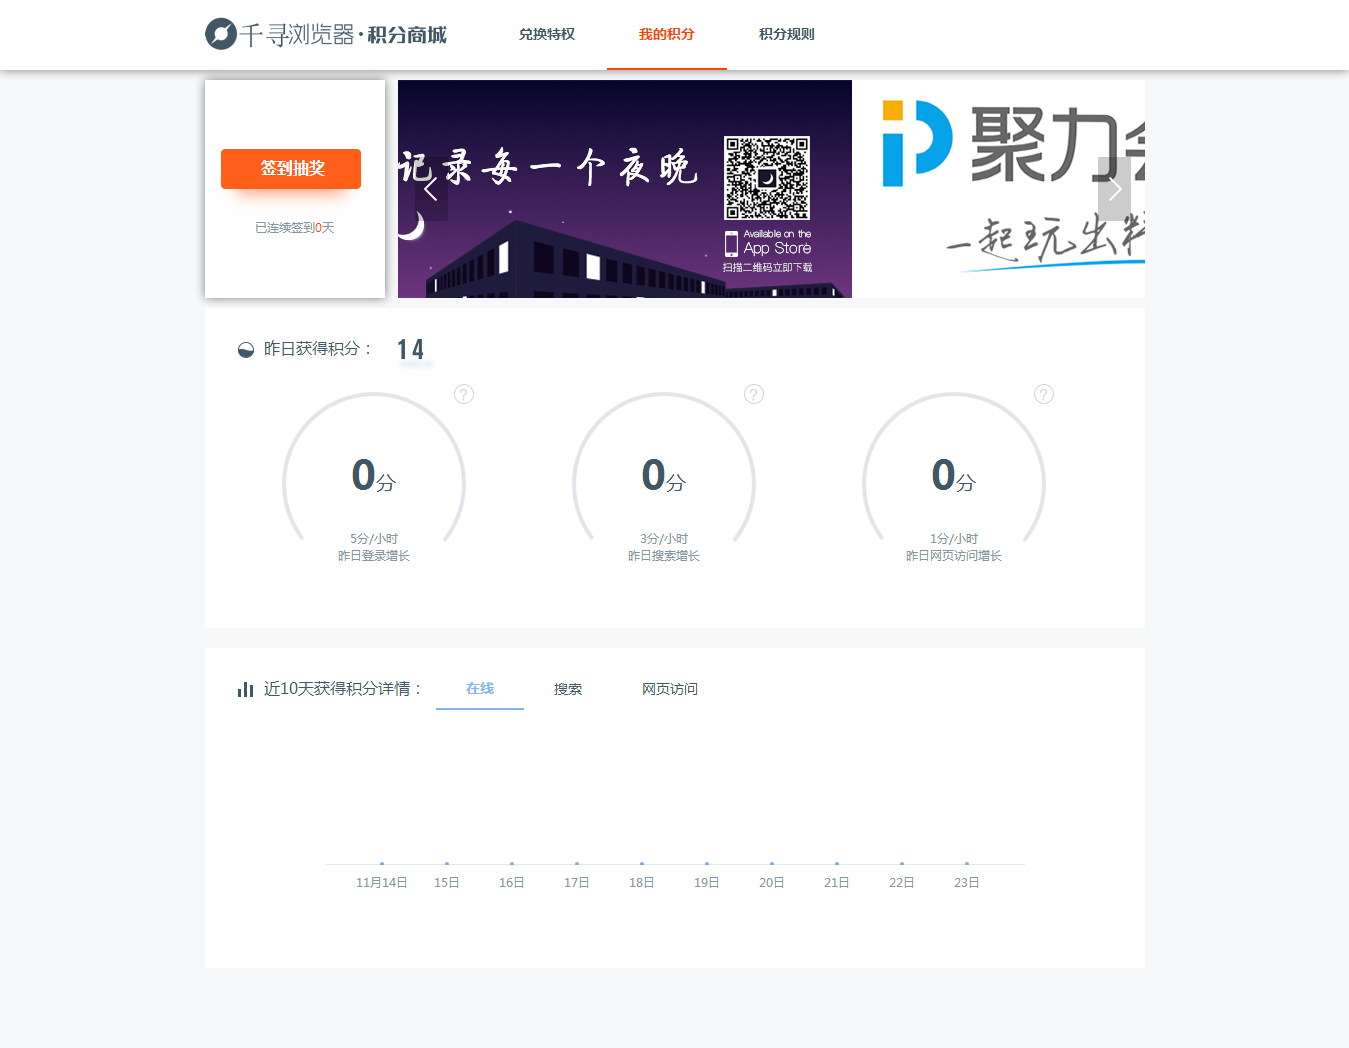 千寻浏览器·积分商城
兑换特权
我的积分
积分规则
签到抽奖
已连续签到0天
记录每一个夜晚
Available on the
App Store
扫描二维码立即下载
聚力会
一起玩出料
昨日获得积分：
14
?
?
?
0分
0分
0分
5分/小时
昨日登录增长
3分/小时
昨日搜索增长
1分/小时
昨日网页访问增长
近10天获得积分详情：
在线
搜索
网页访问
11月14日
15日
16日
17日
18日
19日
20日
21日
22日
23日